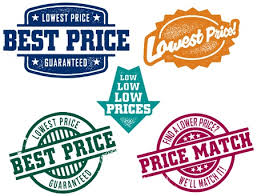 LOWEST PRICE
BEST PRICE
GUARANTEED
Lowest Price!
LOW
LOW
LOW
PRICES
LOWEST PRICE
BEST PRICE
GUARANTEED
FIND A LOWER PRICE?
PRICE MATCH
WE'LL MATCH IT!